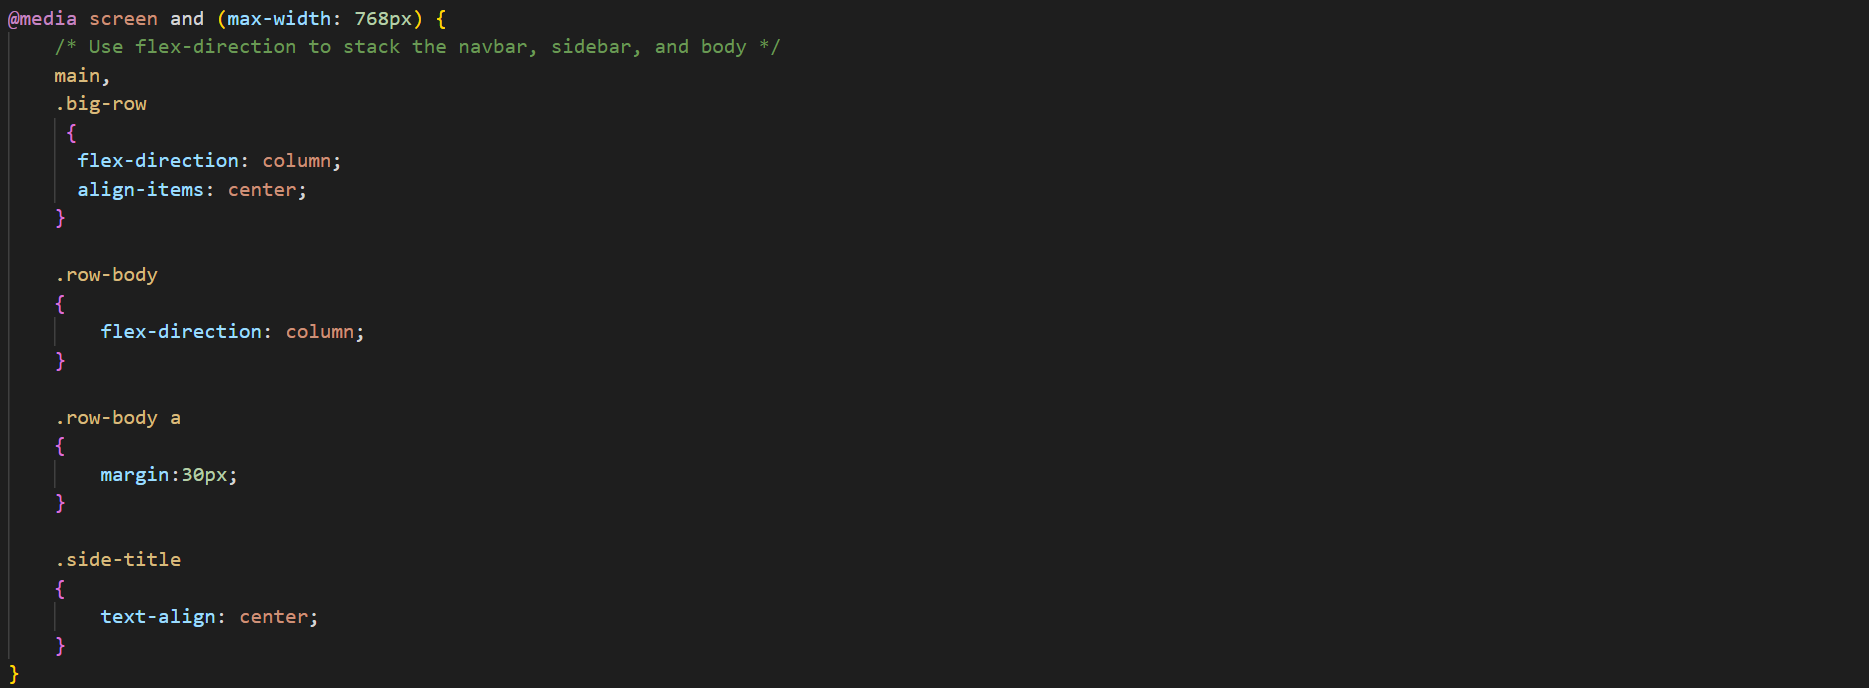 @media screen and (max-width: 768px) {
    /* Use flex-direction to stack the navbar, sidebar, and body */
    main,
    .big-row
     {
      flex-direction: column;
      align-items: center;
    }

    .row-body
    {
        flex-direction: column;
    }

    .row-body a
    {
        margin:30px;
    }

    .side-title
    {
        text-align: center;
    }
}